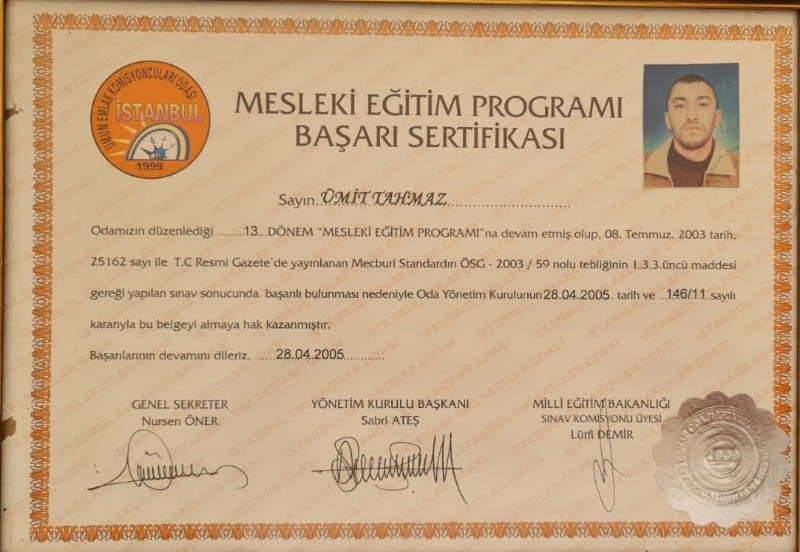 UMUM EMLAK KOMİSYONCULARI ODASI
İSTANBUL
1999
MESLEKİ EĞİTİM PROGRAMI
BAŞARI SERTİFİKASI
Sayın..ÜMİT TAHMAZ............................
Odamızın düzenlediği .......13...DÖNEM "MESLEKİ EĞİTİM PROGRAMI"na devam etmiş olup, 08. Temmuz. 2003 tarih,
25162 sayı ile T.C Resmi Gazete'de yayınlanan Mecburi Standardın ÖSG - 2003 / 59 nolu tebliğinin 1.3.3.üncü maddesi
gereği yapılan sınav sonucunda başarılı bulunması nedeniyle Oda Yönetim Kurulunun 28.04.2005. tarih ve ..146/11 sayılı
kararıyla bu belgeyi almaya hak kazanmıştır.
Başarılarının devamını dileriz. .....28.04.2005............
GENEL SEKRETER
Nursen ÖNER
YÖNETİM KURULU BAŞKANI
Sabri ATEŞ
MİLLİ EĞİTİM BAKANLIĞI
SINAV KOMİSYONU ÜYESİ
Lütfi DEMİR